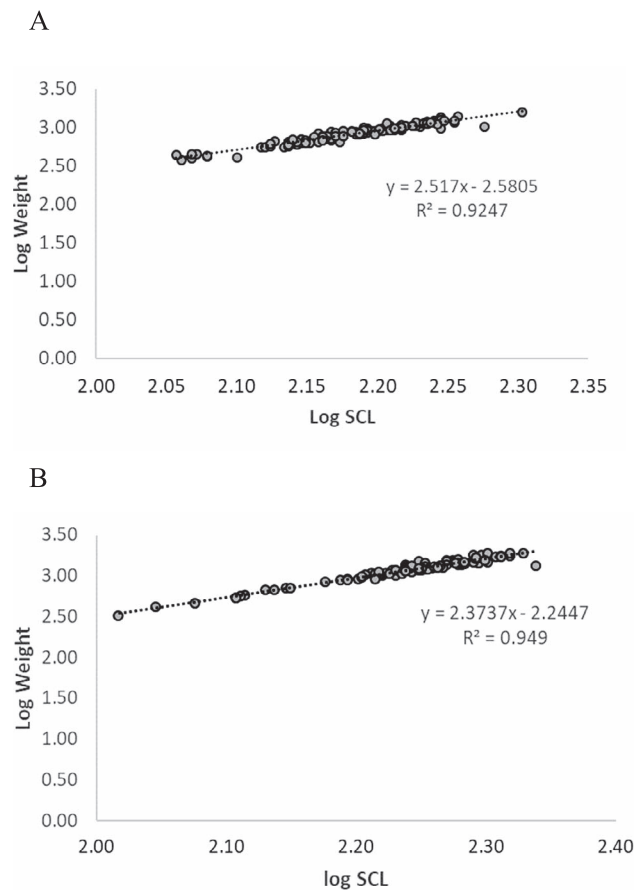 A
3.50
3.00
2.50
2.00
1.50
1.00
0.50
0.00
Log Weight
y = 2.517x - 2.5805
R² = 0.9247
2.00 2.05 2.10 2.15 2.20 2.25 2.30 2.35
Log SCL
B
3.50
3.00
2.50
2.00
1.50
1.00
0.50
0.00
Log Weight
y = 2.3737x - 2.2447
R² = 0.949
2.00 2.10 2.20 2.30 2.40
log SCL